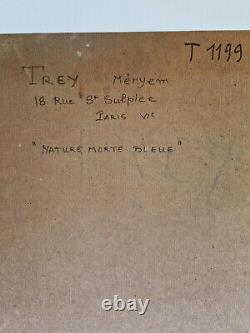 T 1199
TREY Méryem
18 Rue St Sulpice
PARIS VIe
"NATURE MORTE BLEUE"